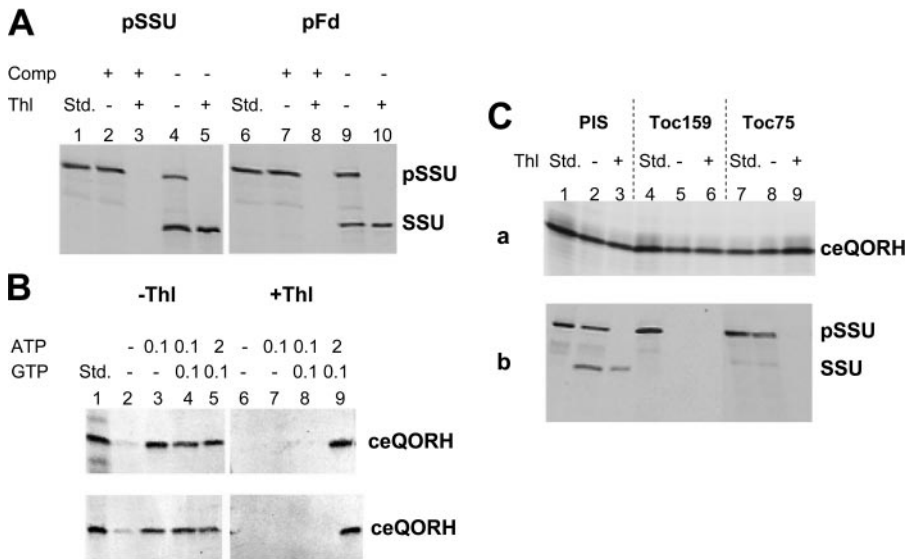 A
pSSU pFd
Comp + + - - + + - -
Thl Std. - + - + Std. - + - +
1 2 3 4 5 6 7 8 9 10
pSSU
SSU
B
-Thl +Thl
ATP - 0.1 0.1 2 - 0.1 0.1 2
GTP Std. - - 0.1 0.1 - - 0.1 0.1
1 2 3 4 5 6 7 8 9
ceQORH
ceQORH
C
PIS Toc159 Toc75
Thl Std. - + Std. - + Std. - +
1 2 3 4 5 6 7 8 9
a ceQORH
pSSU
b SSU